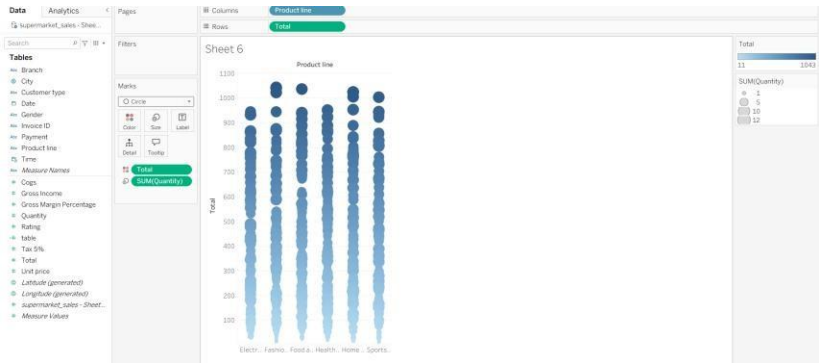 Data
Analytics
Pages
Columns
Product line
supermarket_sales - Shee...
Rows
Total
Search
Filters
Tables
Branch
City
Customer type
Date
Gender
Invoice ID
Payment
Product line
Time
Measure Names
Cogs
Gross Income
Gross Margin Percentage
Quantity
Rating
table
Tax 5%
Total
Unit price
Latitude (generated)
Longitude (generated)
supermarket_sales - Sheet...
Measure Values
Marks
Circle
Color
Size
Label
Detail
Tooltip
Total
SUM(Quantity)
Sheet 6
Product line
1100
1000
900
800
700
600
500
400
300
200
100
Total
Electr.. Fashio.. Food a.. Health.. Home .. Sports..
Total
11 1043
SUM(Quantity)
1
5
10
12